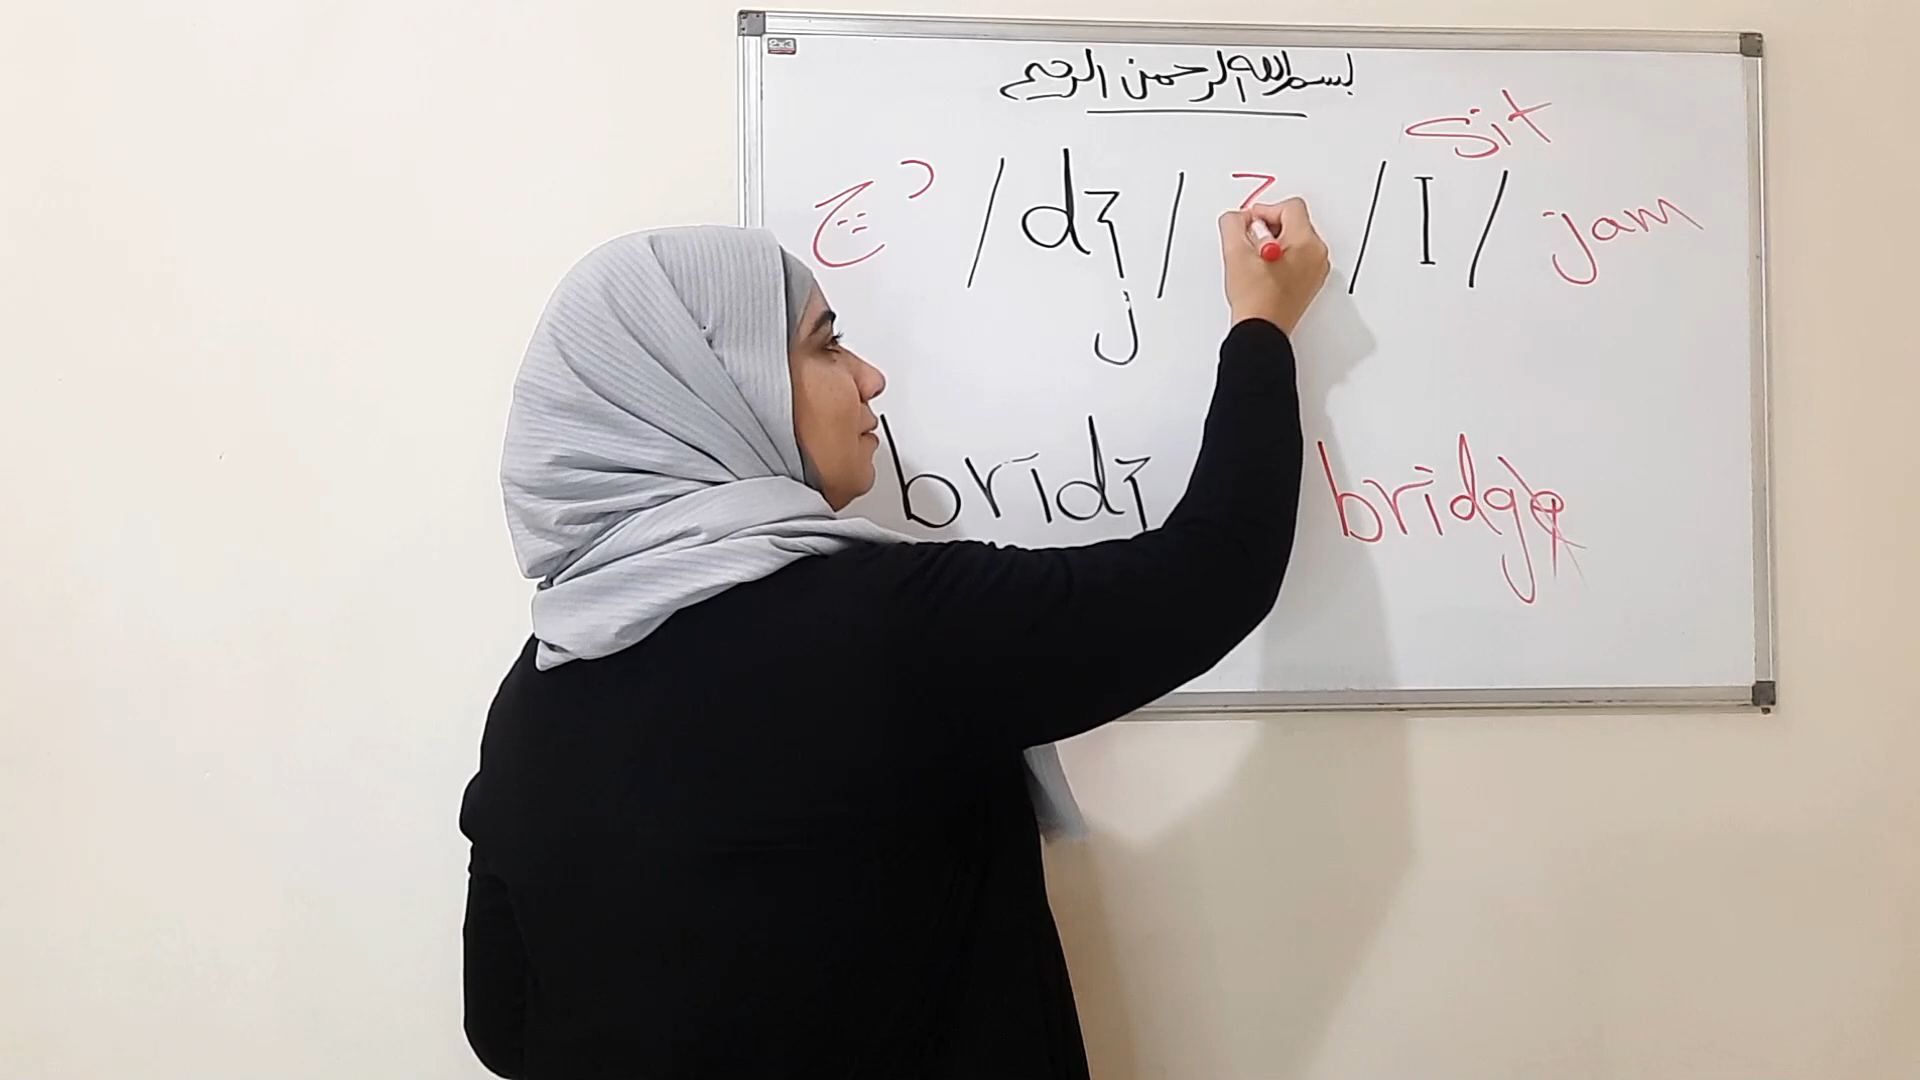 بسم الله الرحمن الرحيم
sit
د چ /dʒ/ ʒ /I/ jam
j
bridʒ bridge